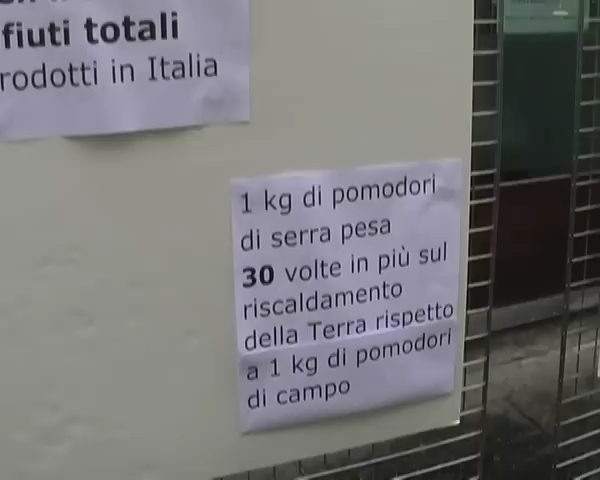 fiuti totali
rodotti in Italia
1 kg di pomodori
di serra pesa
30 volte in più sul
riscaldamento
della Terra rispetto
a 1 kg di pomodori
di campo